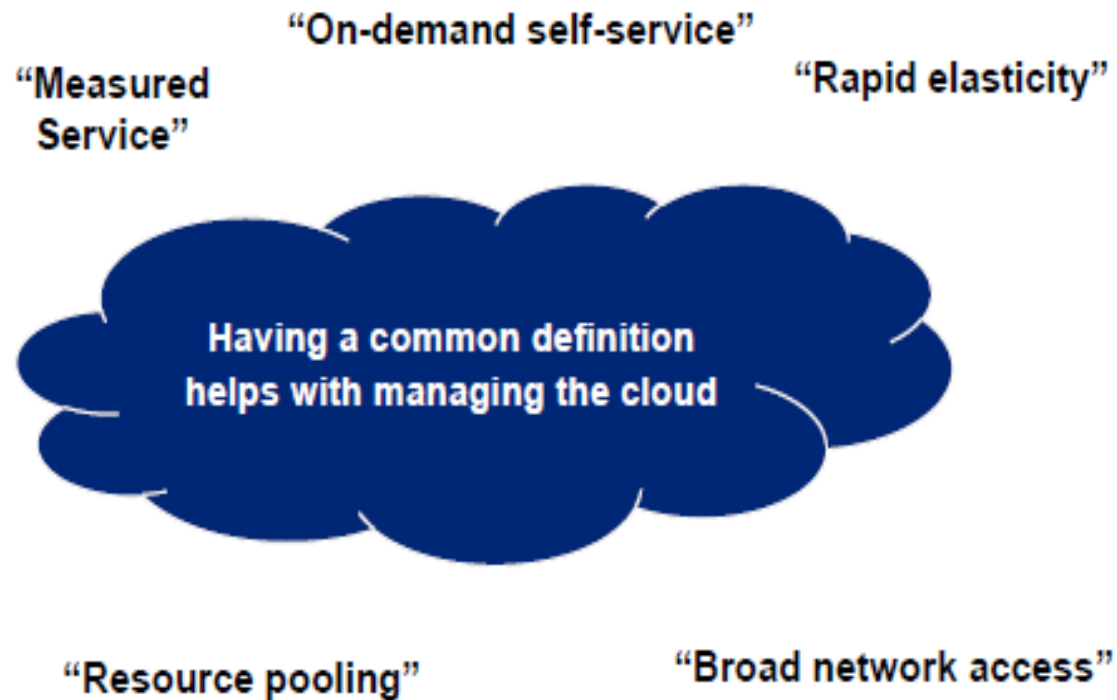 “On-demand self-service”
“Measured
Service”
“Rapid elasticity”
Having a common definition
helps with managing the cloud
“Resource pooling”
“Broad network access”